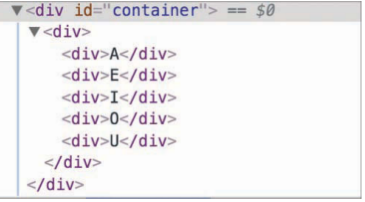 ▼<div id="container"> == $0
▼<div>
<div>A</div>
<div>E</div>
<div>I</div>
<div>O</div>
<div>U</div>
</div>
</div>